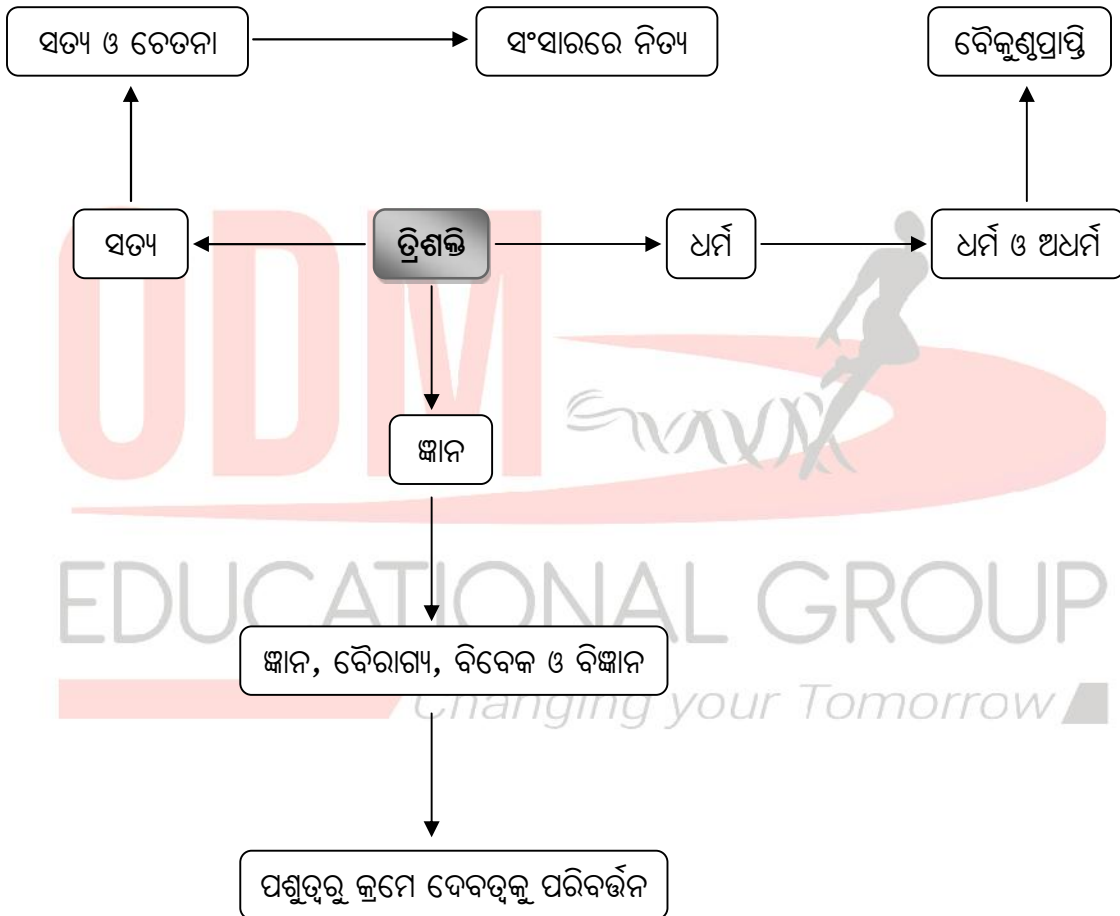 ସତ୍ୟ ଓ ଚେତନା
ସଂସାରରେ ନିତ୍ୟ
ବୈକୁଣ୍ଠପ୍ରାପ୍ତି
ସତ୍ୟ
ତ୍ରିଶକ୍ତି
ଧର୍ମ
ଧର୍ମ ଓ ଅଧର୍ମ
ODM
ଜ୍ଞାନ
EDUCATIONAL GROUP
ଜ୍ଞାନ, ବୈରାଗ୍ୟ, ବିବେକ ଓ ବିଜ୍ଞାନ
Changing your Tomorrow
ପଶୁତ୍ୱରୁ କ୍ରମେ ଦେବତ୍ୱକୁ ପରିବର୍ତ୍ତନ